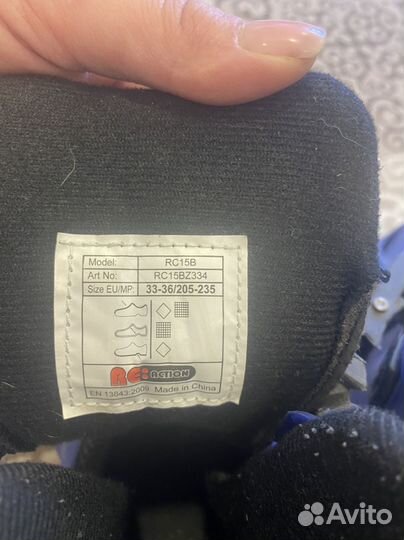 Model: RC15B
Art No: RC15BZ334
Size EU/MP: 33-36/205-235
RE:ACTION
EN 13843:2009 Made in China
Avito